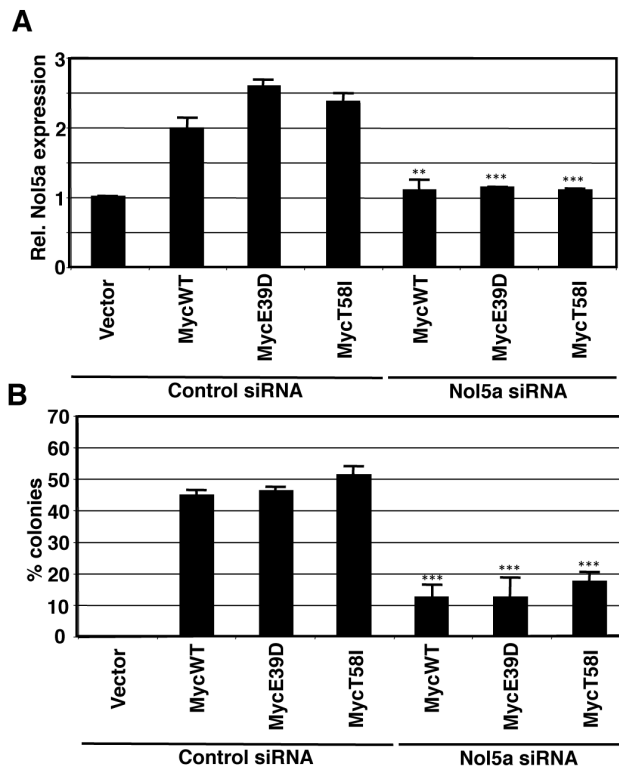 A
Rel. Nol5a expression
3
2
1
0
** *** ***
Vector
MycWT
MycE39D
MycT58I
MycWT
MycE39D
MycT58I
Control siRNA
Nol5a siRNA
B
% colonies
70
60
50
40
30
20
10
0
*** *** ***
Vector
MycWT
MycE39D
MycT58I
MycWT
MycE39D
MycT58I
Control siRNA
Nol5a siRNA